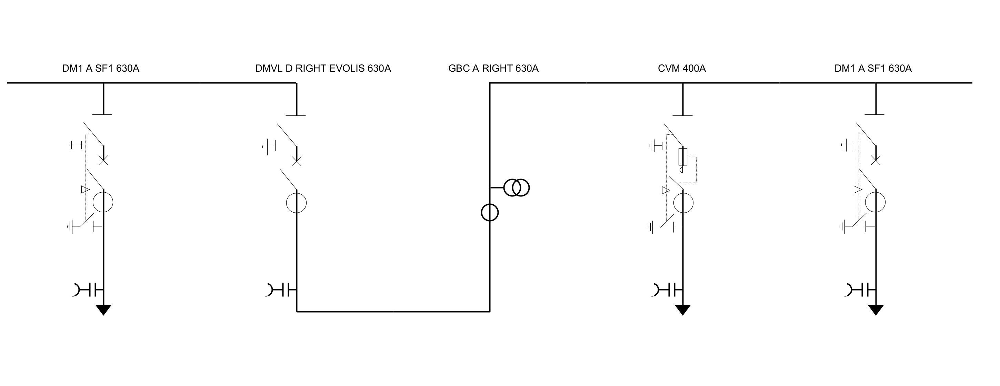 DM1 A SF1 630A
DMVL D RIGHT EVOLIS 630A
GBC A RIGHT 630A
CVM 400A
DM1 A SF1 630A